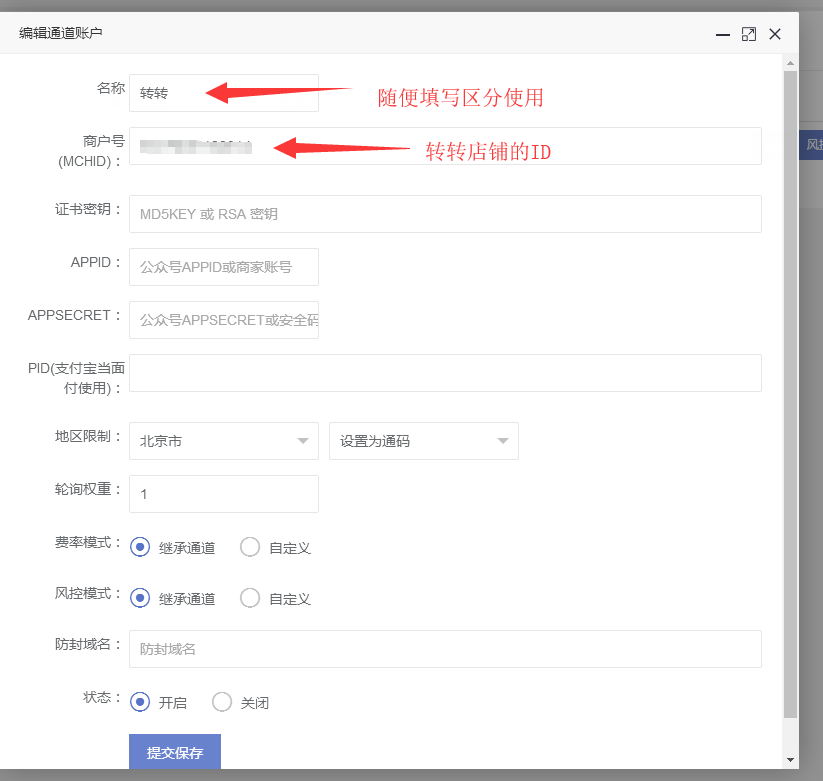 编辑通道账户
名称
转转
随便填写区分使用
商户号
(MCHID)：
转转店铺的ID
证书密钥：
MD5KEY 或 RSA 密钥
APPID：
公众号APPID或商家账号
APPSECRET：
公众号APPSECRET或安全码
PID(支付宝当面
付使用)：
地区限制：
北京市
设置为通码
轮询权重：
1
费率模式：
继承通道
自定义
风控模式：
继承通道
自定义
防封域名：
防封域名
状态：
开启
关闭
提交保存